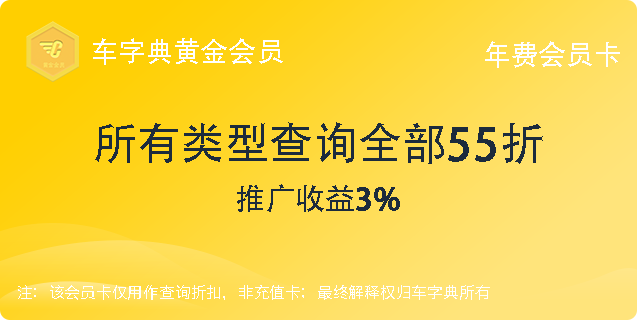 车字典黄金会员
年费会员卡
所有类型查询全部55折
推广收益3%
注：该会员卡仅用作查询折扣，非充值卡；最终解释权归车字典所有